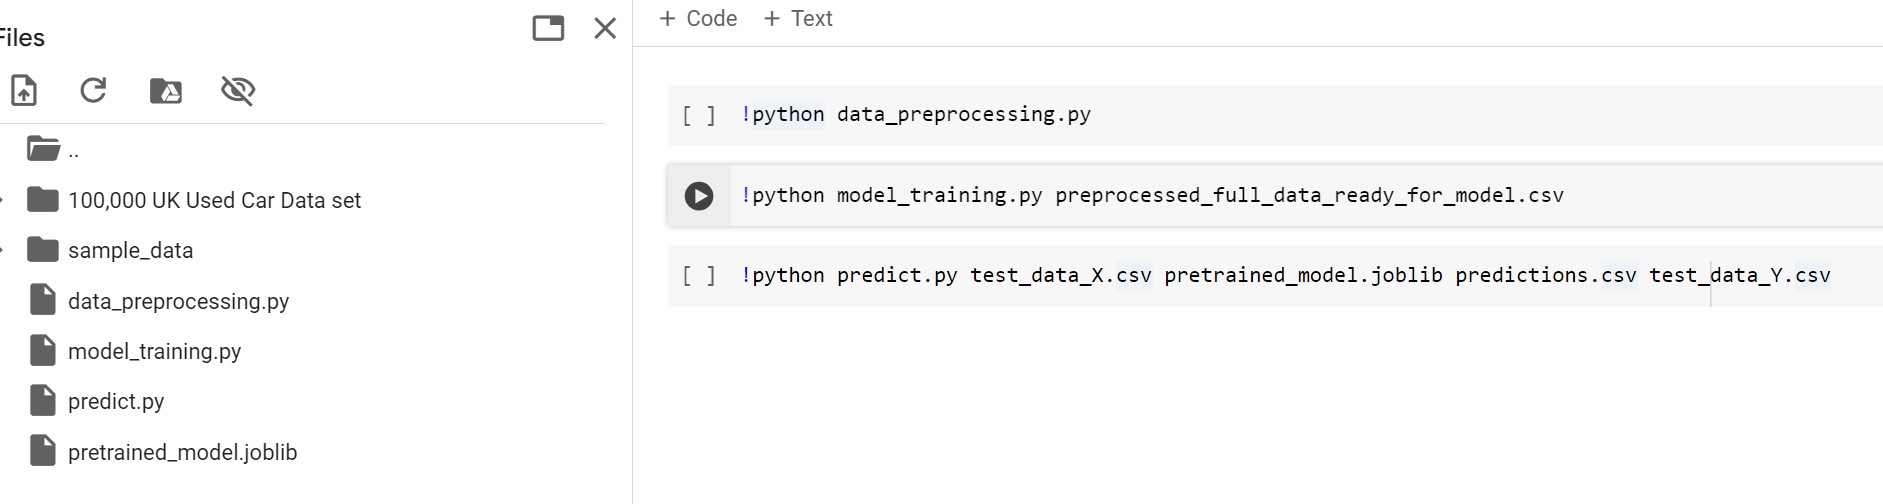 Files
+ Code + Text
..
100,000 UK Used Car Data set
sample_data
data_preprocessing.py
model_training.py
predict.py
pretrained_model.joblib
[ ] !python data_preprocessing.py
!python model_training.py preprocessed_full_data_ready_for_model.csv
[ ] !python predict.py test_data_X.csv pretrained_model.joblib predictions.csv test_data_Y.csv